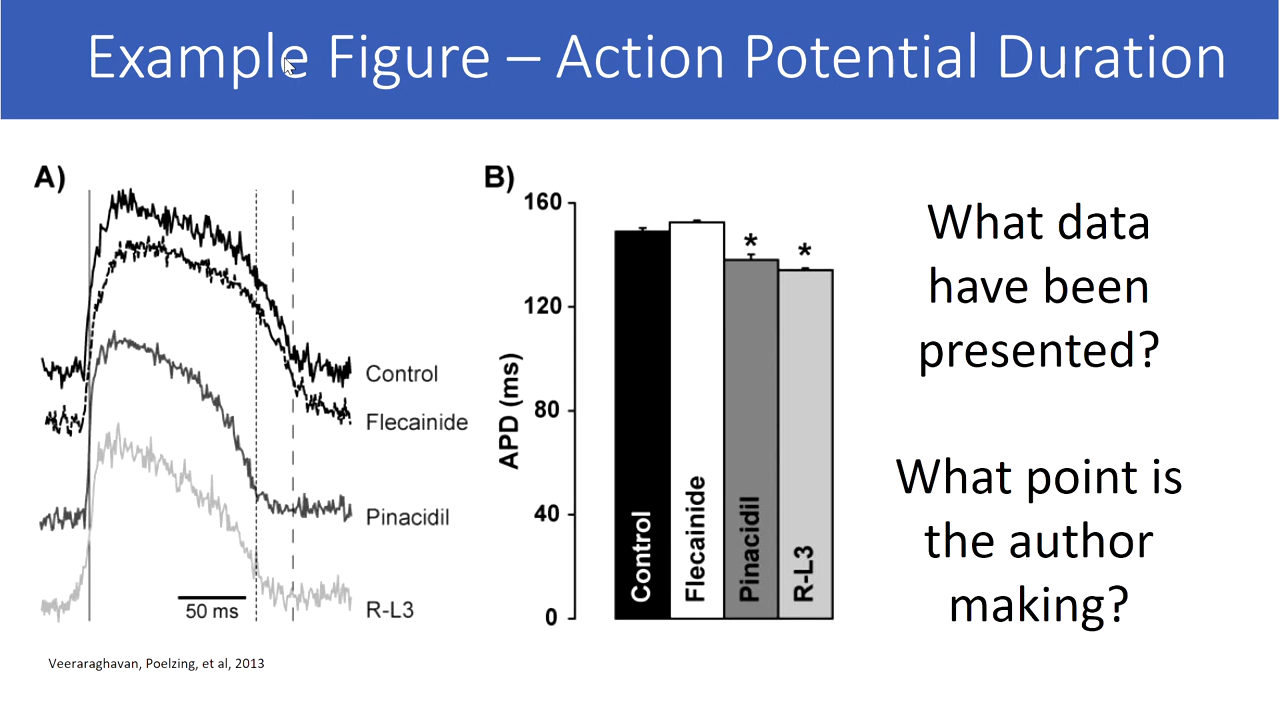 Example Figure – Action Potential Duration
A)
Control
Flecainide
Pinacidil
R-L3
50 ms
B)
160
120
80
40
0
APD (ms)
*
*
Control
Flecainide
Pinacidil
R-L3
What data
have been
presented?
What point is
the author
making?
Veeraraghavan, Poelzing, et al, 2013